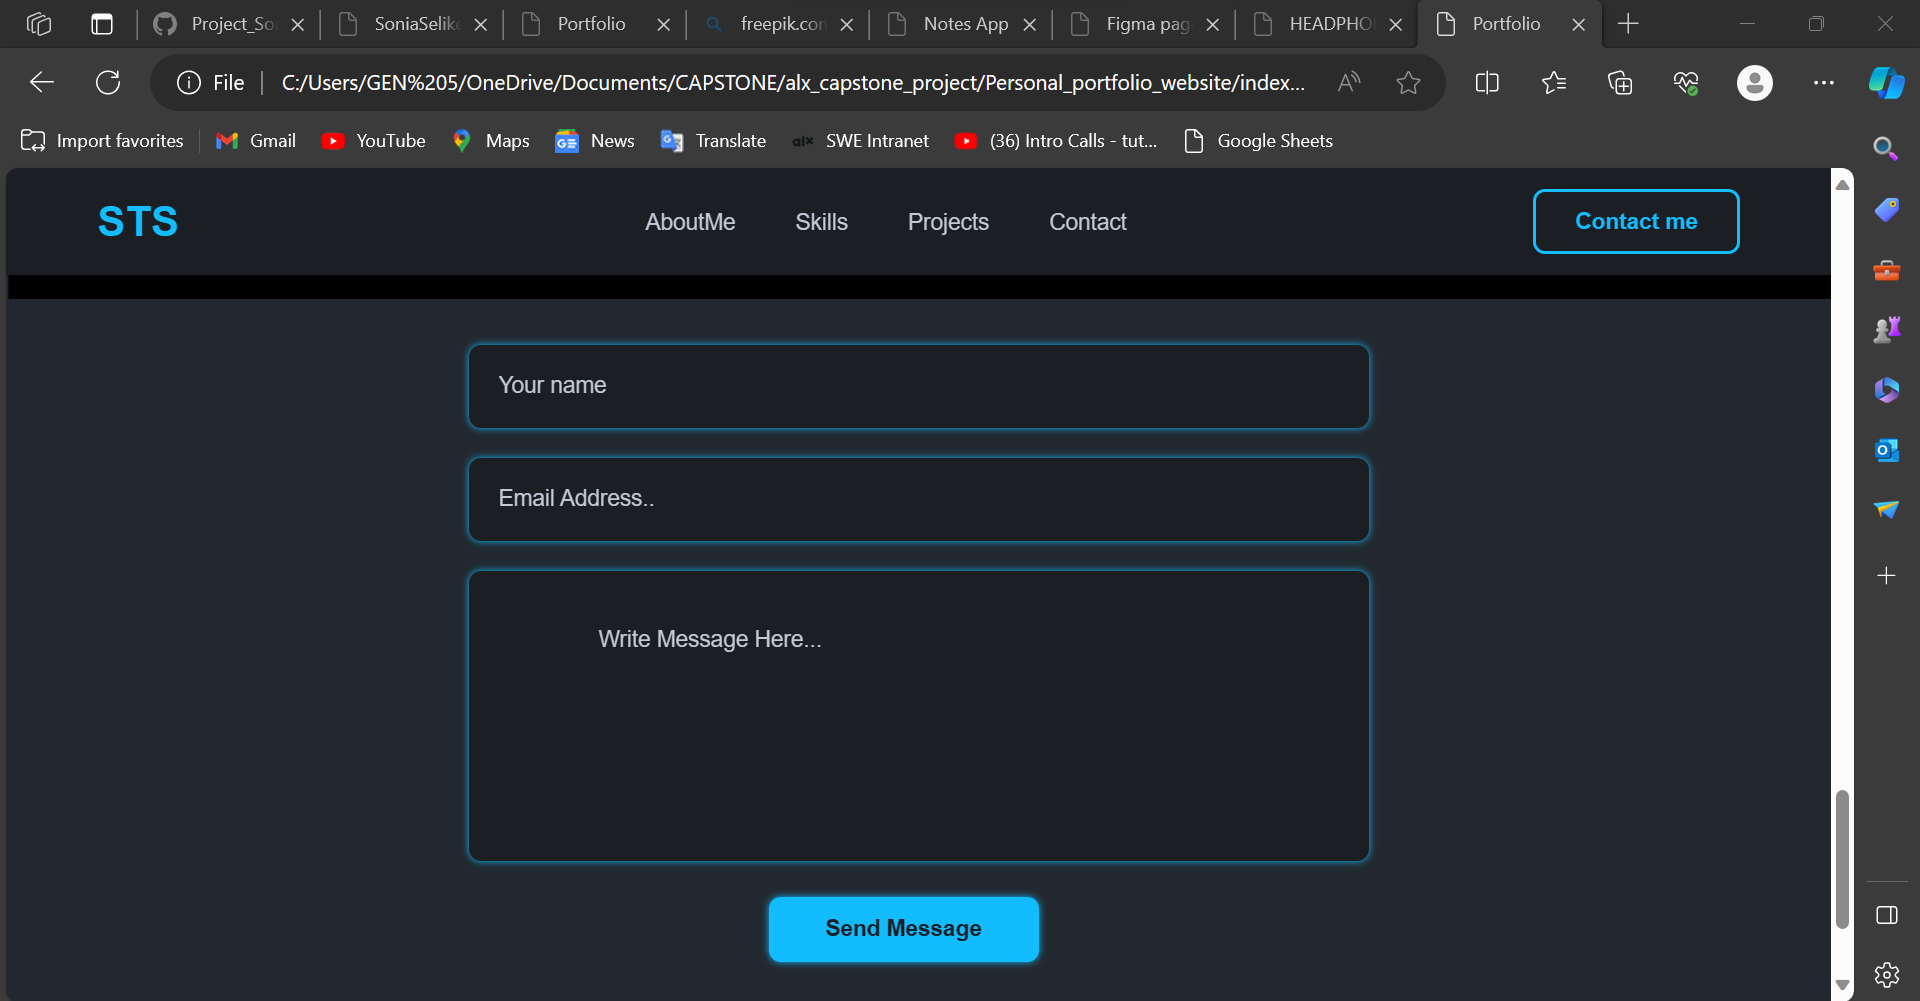 Project_So
SoniaSelik
Portfolio
freepik.con
Notes App
Figma pag
HEADPHO
Portfolio
File
C:/Users/GEN%205/OneDrive/Documents/CAPSTONE/alx_capstone_project/Personal_portfolio_website/index...
Import favorites
Gmail
YouTube
Maps
News
Translate
alx SWE Intranet
(36) Intro Calls - tut...
Google Sheets
STS
AboutMe
Skills
Projects
Contact
Contact me
Your name
Email Address..
Write Message Here...
Send Message